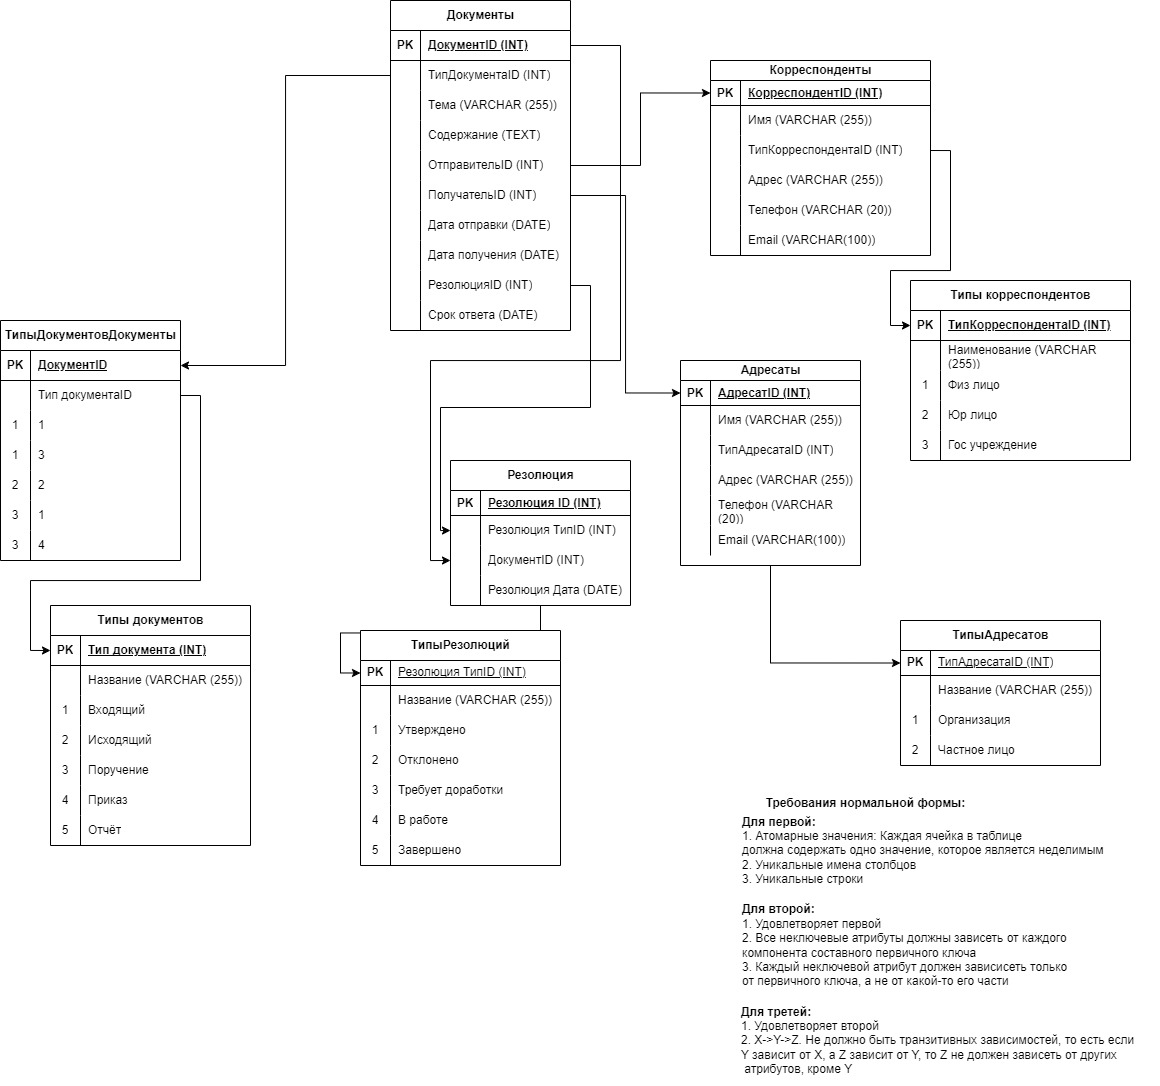 Документы
PK ДокументID (INT)
ТипДокументаID (INT)
Тема (VARCHAR (255))
Содержание (TEXT)
ОтправительID (INT)
ПолучательID (INT)
Дата отправки (DATE)
Дата получения (DATE)
РезолюцияID (INT)
Срок ответа (DATE)
Корреспонденты
PK КорреспондентID (INT)
Имя (VARCHAR (255))
ТипКорреспондентаID (INT)
Адрес (VARCHAR (255))
Телефон (VARCHAR (20))
Email (VARCHAR(100))
Типы корреспондентов
PK ТипКорреспондентаID (INT)
Наименование (VARCHAR
(255))
1 Физ лицо
2 Юр лицо
3 Гос учреждение
ТипыДокументовДокументы
PK ДокументID
Тип документаID
1 1
1 3
2 2
3 1
3 4
Адресаты
PK АдресатID (INT)
Имя (VARCHAR (255))
ТипАдресатаID (INT)
Адрес (VARCHAR (255))
Телефон (VARCHAR
(20))
Email (VARCHAR(100))
Резолюция
PK Резолюция ID (INT)
Резолюция ТипID (INT)
ДокументID (INT)
Резолюция Дата (DATE)
Типы документов
PK Тип документа (INT)
Название (VARCHAR (255))
1 Входящий
2 Исходящий
3 Поручение
4 Приказ
5 Отчёт
ТипыРезолюций
PK Резолюция ТипID (INT)
Название (VARCHAR (255))
1 Утверждено
2 Отклонено
3 Требует доработки
4 В работе
5 Завершено
ТипыАдресатов
PK ТипАдресатаID (INT)
Название (VARCHAR (255))
1 Организация
2 Частное лицо
Требования нормальной формы:
Для первой:
1. Атомарные значения: Каждая ячейка в таблице
должна содержать одно значение, которое является неделимым
2. Уникальные имена столбцов
3. Уникальные строки
Для второй:
1. Удовлетворяет первой
2. Все неключевые атрибуты должны зависеть от каждого
компонента составного первичного ключа
3. Каждый неключевой атрибут должен зависисеть только
от первичного ключа, а не от какой-то его части
Для третей:
1. Удовлетворяет второй
2. X->Y->Z. Не должно быть транзитивных зависимостей, то есть если
Y зависит от X, а Z зависит от Y, то Z не должен зависеть от других
атрибутов, кроме Y